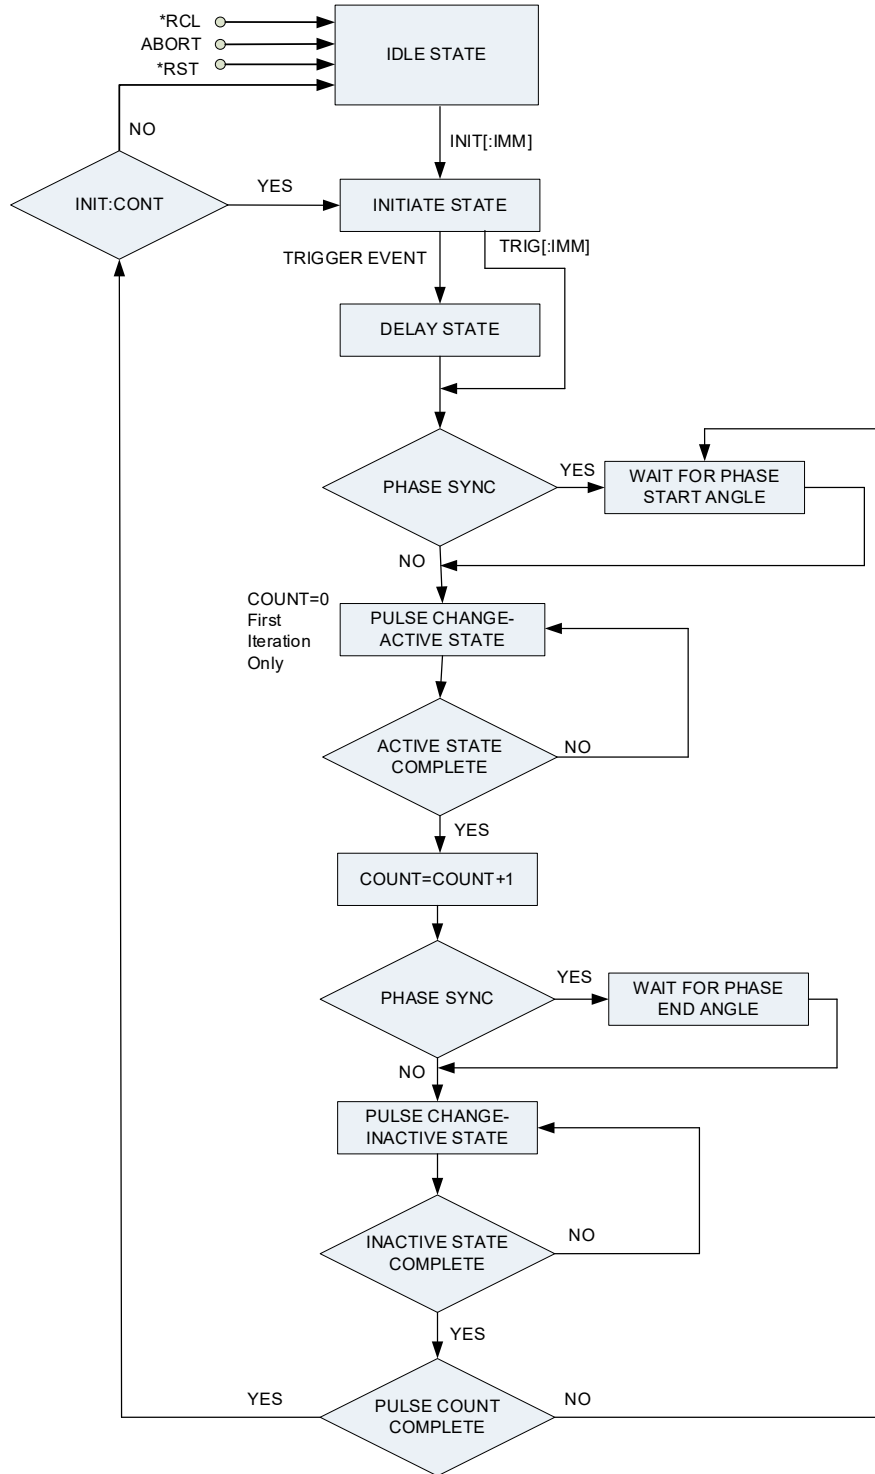 *RCL
ABORT
*RST
IDLE STATE
NO
INIT[:IMM]
INIT:CONT
YES
INITIATE STATE
TRIGGER EVENT
TRIG[:IMM]
DELAY STATE
PHASE SYNC
YES
WAIT FOR PHASE
START ANGLE
NO
COUNT=0
First
Iteration
Only
PULSE CHANGE-
ACTIVE STATE
ACTIVE STATE
COMPLETE
NO
YES
COUNT=COUNT+1
PHASE SYNC
YES
WAIT FOR PHASE
END ANGLE
NO
PULSE CHANGE-
INACTIVE STATE
INACTIVE STATE
COMPLETE
NO
YES
YES
PULSE COUNT
COMPLETE
NO